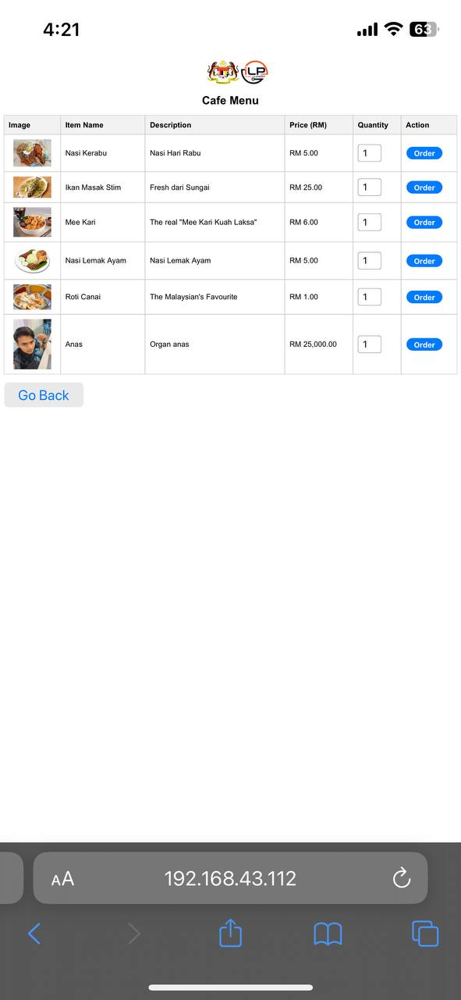 4:21
63
iLP
Cafe Menu
Image Item Name Description Price (RM) Quantity Action
Nasi Kerabu Nasi Hari Rabu RM 5.00 1 Order
Ikan Masak Stim Fresh dari Sungai RM 25.00 1 Order
Mee Kari The real "Mee Kari Kuah Laksa" RM 6.00 1 Order
Nasi Lemak Ayam Nasi Lemak Ayam RM 5.00 1 Order
Roti Canai The Malaysian's Favourite RM 1.00 1 Order
Anas Organ anas RM 25,000.00 1 Order
Go Back
AA 192.168.43.112